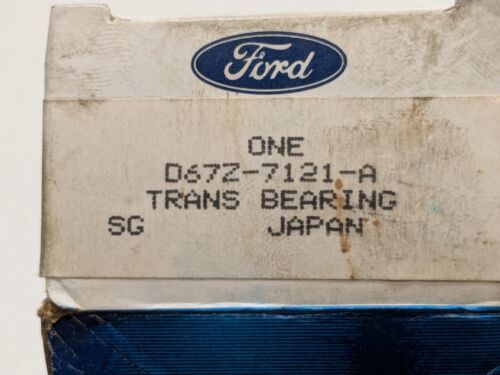 Ford
ONE
D67Z-7121-A
TRANS BEARING
SG JAPAN